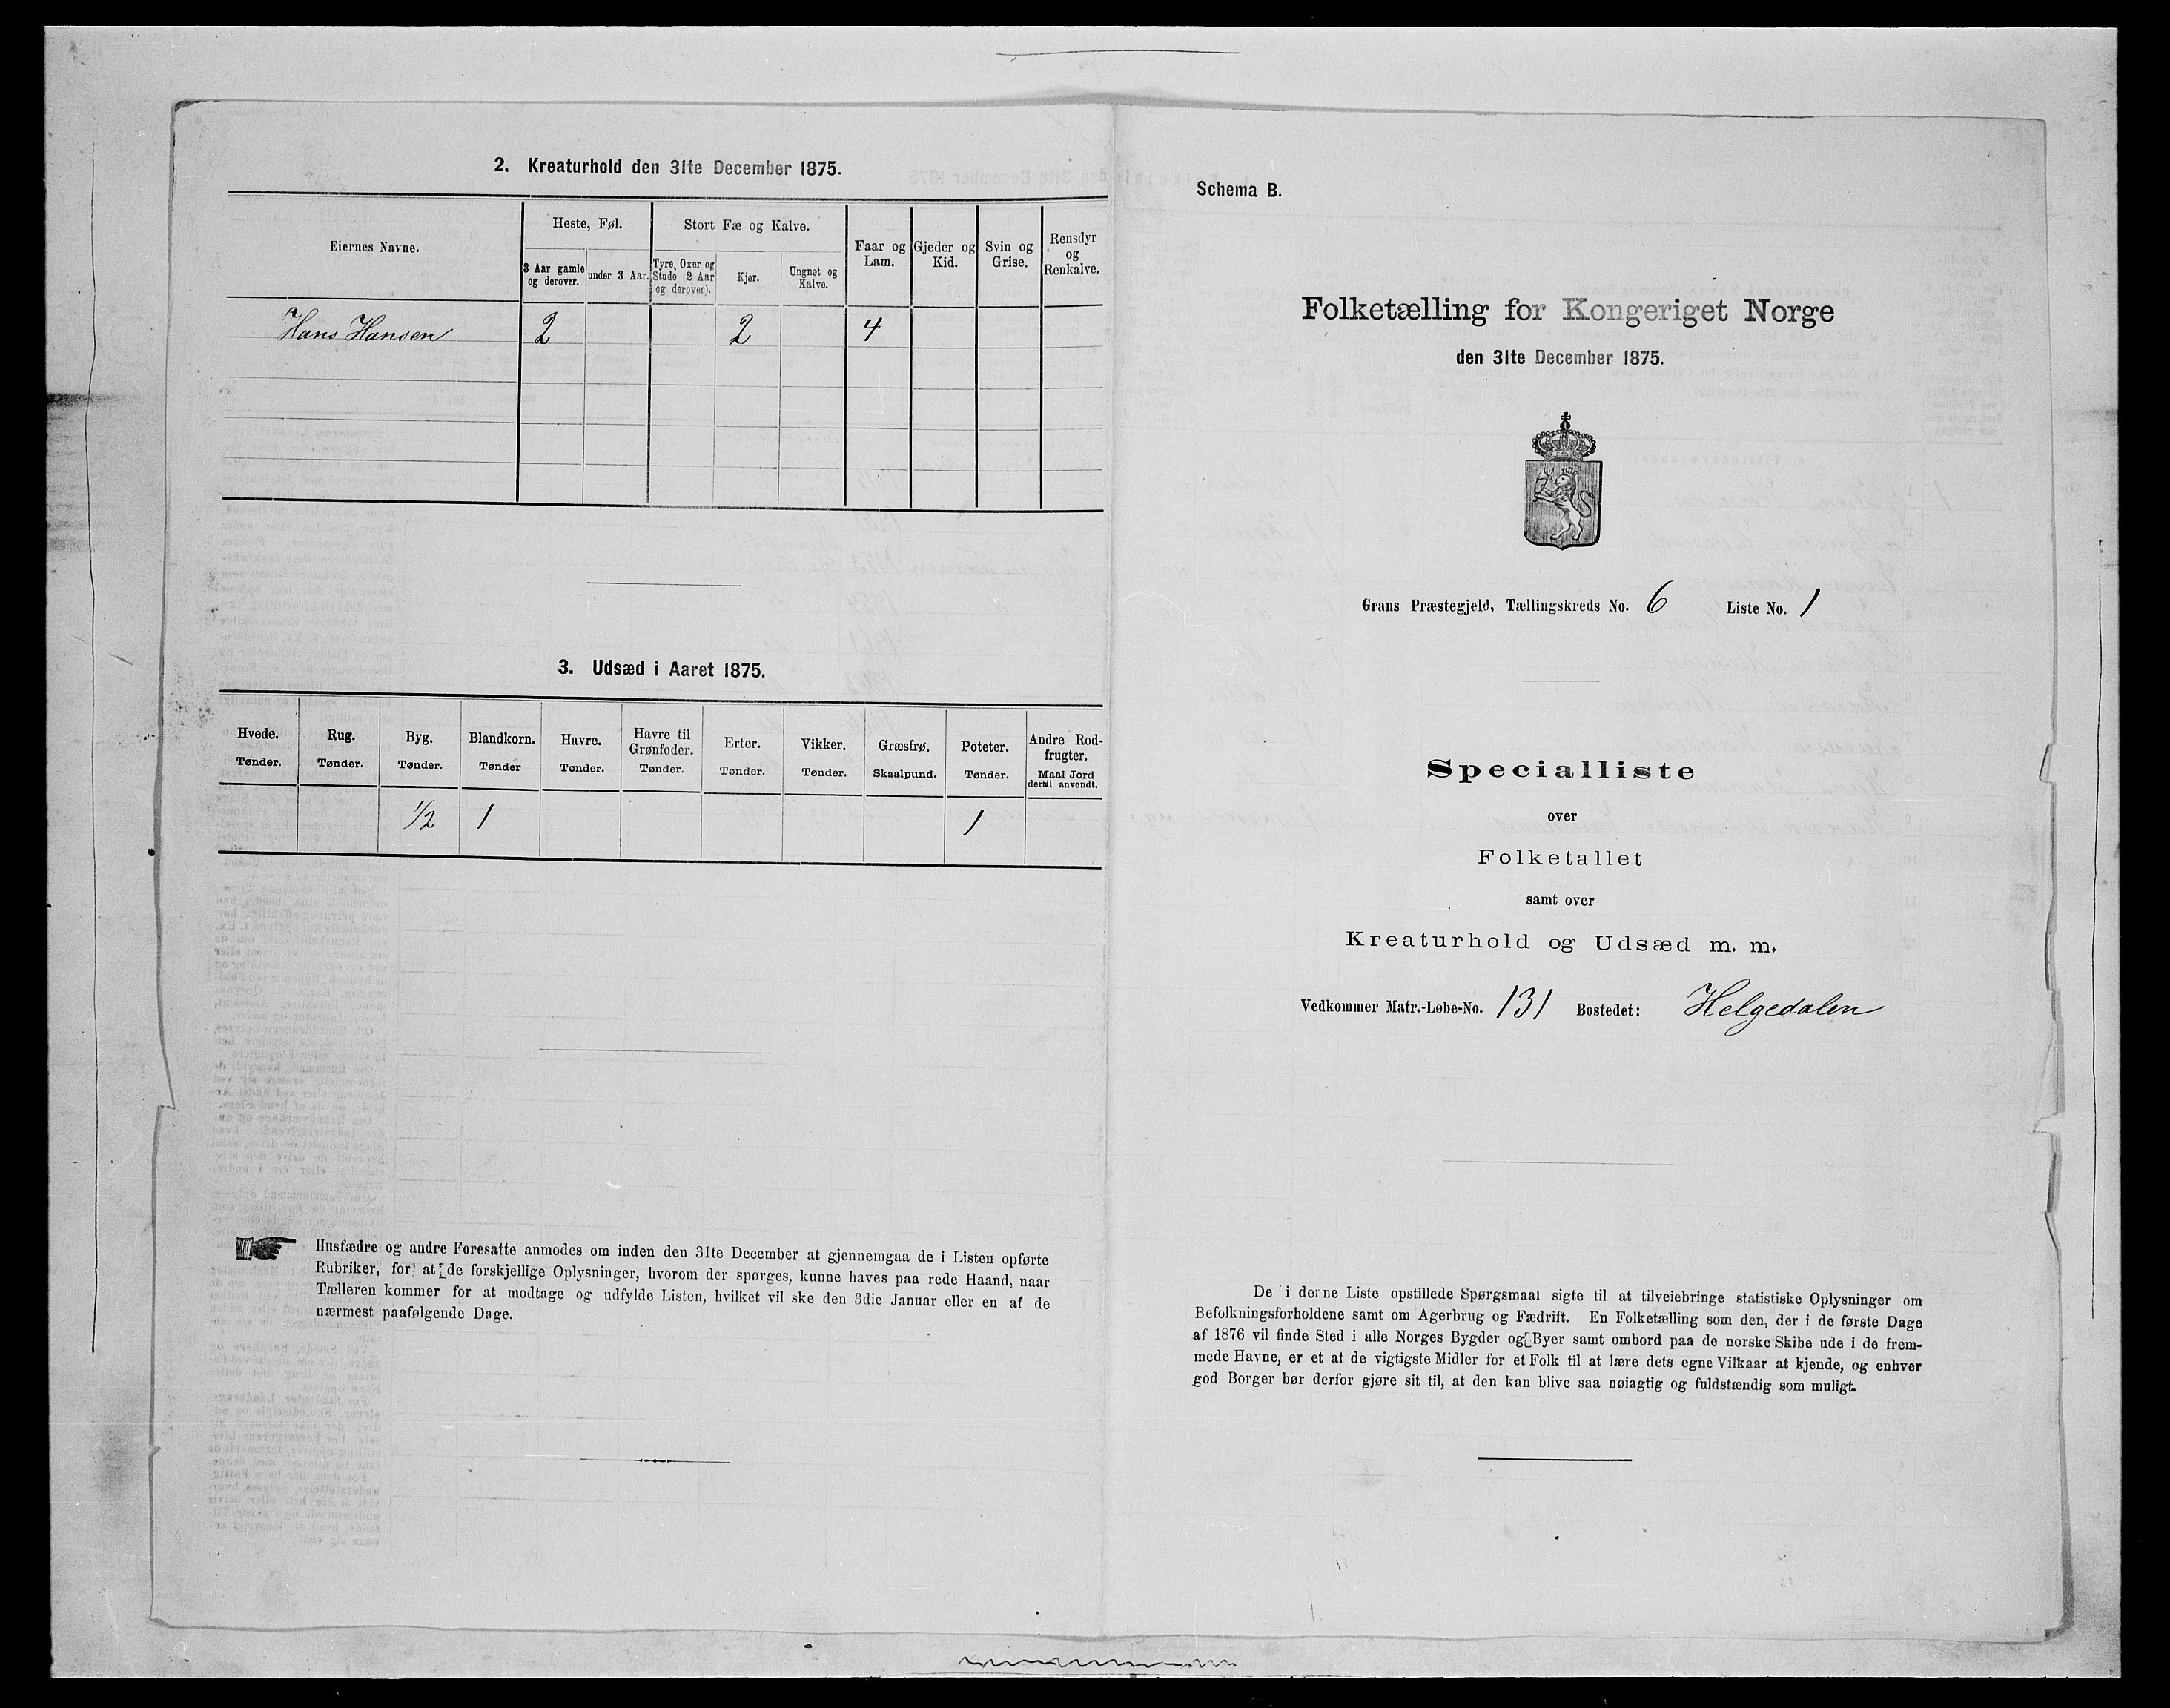 2. Kreaturhold den 31te December 1875.
Eiernes Navne.
Heste, Føl.
Stort Fæ og Kalve.
Faar og Lam.
Gjeder og Kid.
Svin og Grise.
Rensdyr og Renkalve.
3 Aar gamle og derover.
under 3 Aar.
Tyre, Oxer og Stude (2 Aar og derover).
Kjør.
Ungnøt og Kalve.
Hans Hansen 2 2 4
3. Udsæd i Aaret 1875.
Hvede. Rug. Byg. Blandkorn. Havre. Havre til Grønfoder. Erter. Vikker. Græsfrø. Poteter. Andre Rodfrugter.
Tønder. Tønder. Tønder. Tønder Tønder. Tønder. Tønder. Tønder. Skaalpund. Tønder. Maal Jord dertil anvendt.
1/2 1 1
Husfædre og andre Foresatte anmodes om inden den 31te December at gjennemgaa de i Listen opførte
Rubriker, for at de forskjellige Oplysninger, hvorom der spørges, kunne haves paa rede Haand, naar
Tælleren kommer for at modtage og udfylde Listen, hvilket vil ske den 3die Januar eller en af de
nærmest paafølgende Dage.
Schema B.
Folketælling for Kongeriget Norge
den 31te December 1875.
Grans Præstegjeld, Tællingskreds No. 6 Liste No. 1
Specialliste
over
Folketallet
samt over
Kreaturhold og Udsæd m. m.
Vedkommer Matr.-Løbe-No. 131 Bostedet: Helgedalen
De i denne Liste opstillede Spørgsmaal sigte til at tilveiebringe statistiske Oplysninger om
Befolkningsforholdene samt om Agerbrug og Fædrift. En Folketælling som den, der i de første Dage
af 1876 vil finde Sted i alle Norges Bygder og Byer samt ombord paa de norske Skibe ude i de frem-
mede Havne, er et af de vigtigste Midler for et Folk til at lære dets egne Vilkaar at kjende, og enhver
god Borger bør derfor gjøre sit til, at den kan blive saa nøiagtig og fuldstændig som muligt.